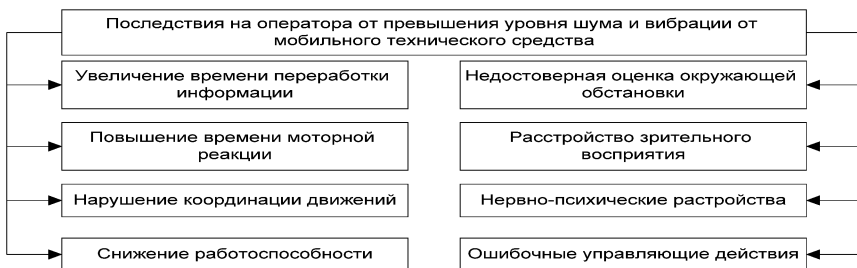 Последствия на оператора от превышения уровня шума и вибрации от
мобильного технического средства
Увеличение времени переработки
информации
Недостоверная оценка окружающей
обстановки
Повышение времени моторной
реакции
Расстройство зрительного
восприятия
Нарушение координации движений
Нервно-психические растройства
Снижение работоспособности
Ошибочные управляющие действия